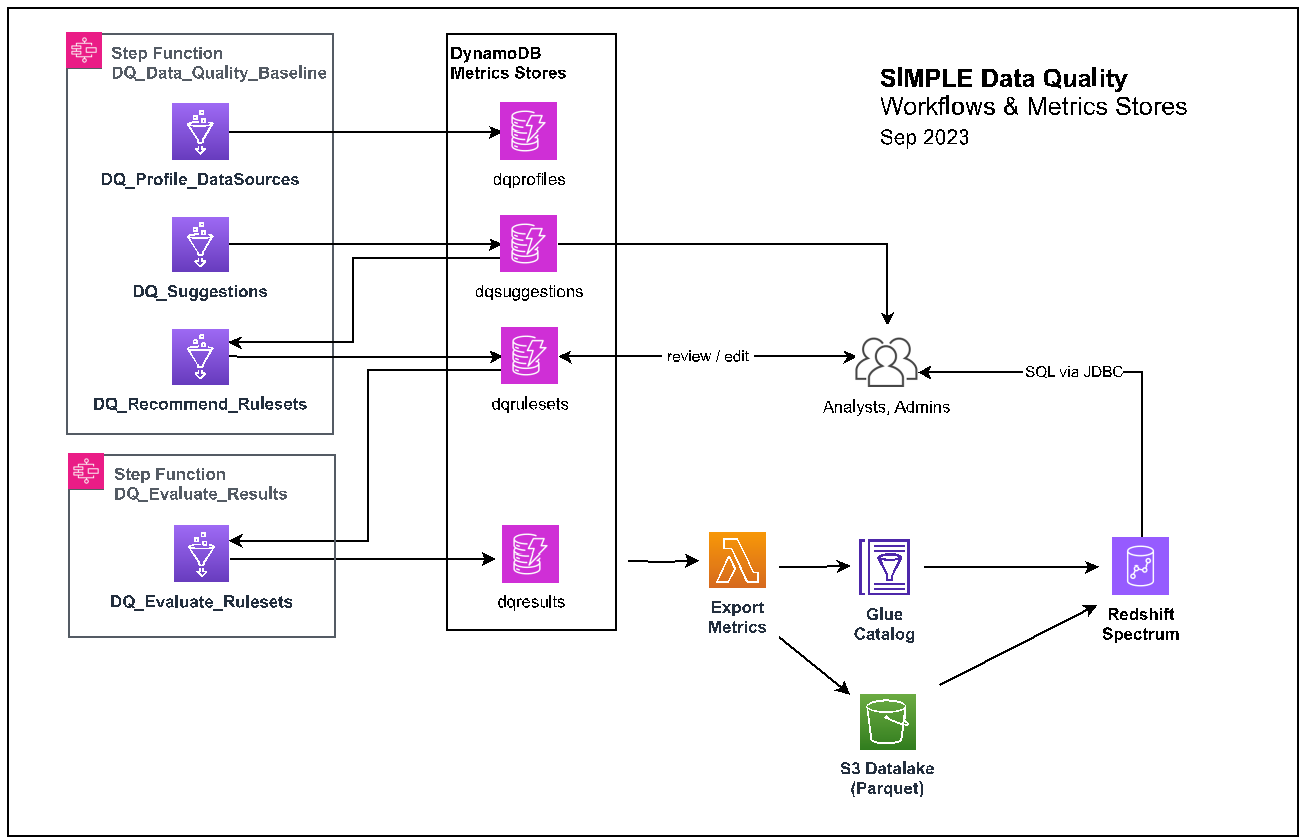 Step Function
DQ_Data_Quality_Baseline
DynamoDB
Metrics Stores
SIMPLE Data Quality
Workflows & Metrics Stores
Sep 2023
DQ_Profile_DataSources
dqprofiles
DQ_Suggestions
dqsuggestions
review / edit
SQL via JDBC
DQ_Recommend_Rulesets
dqrulesets
Analysts, Admins
Step Function
DQ_Evaluate_Results
DQ_Evaluate_Rulesets
dqresults
Export
Metrics
Glue
Catalog
Redshift
Spectrum
S3 Datalake
(Parquet)